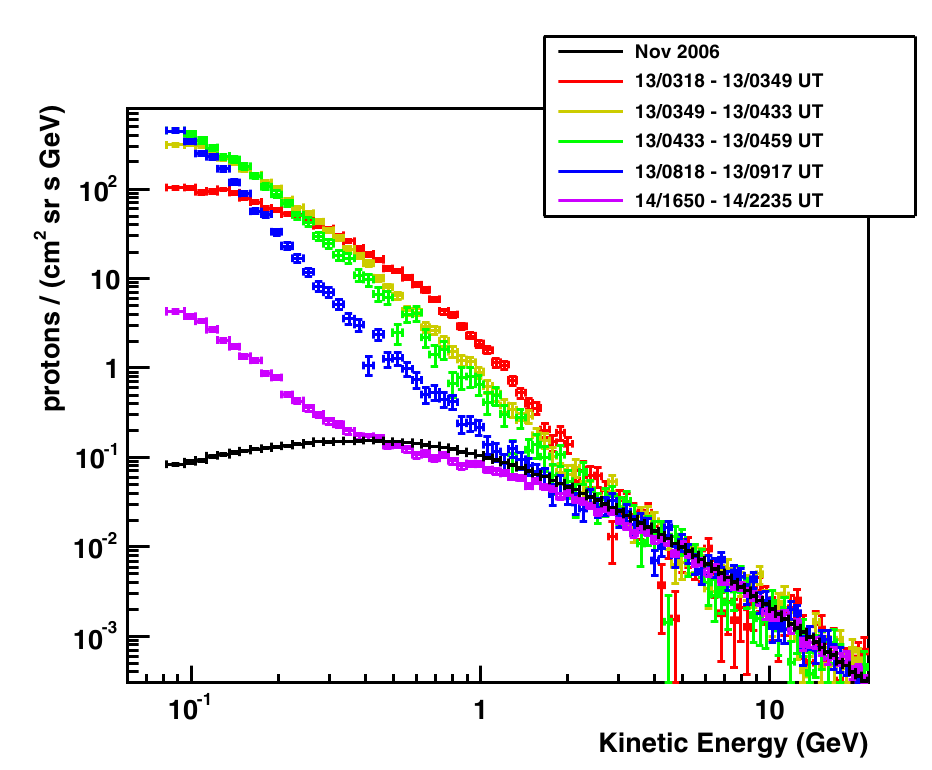 Nov 2006
13/0318 - 13/0349 UT
13/0349 - 13/0433 UT
13/0433 - 13/0459 UT
13/0818 - 13/0917 UT
14/1650 - 14/2235 UT
protons / (cm² sr s GeV)
10²
10
1
10⁻¹
10⁻²
10⁻³
10⁻¹
1
10
Kinetic Energy (GeV)